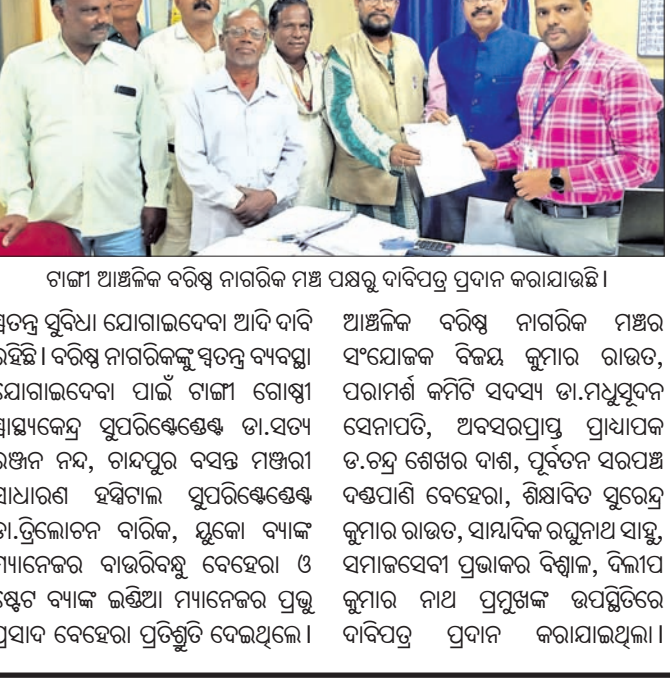 ଟାଙ୍ଗୀ ଆଞ୍ଚଳିକ ବରିଷ୍ଠ ନାଗରିକ ମଞ୍ଚ ପକ୍ଷରୁ ଦାବିପତ୍ର ପ୍ରଦାନ କରାଯାଉଛି।
ସ୍ୱତନ୍ତ୍ର ସୁବିଧା ଯୋଗାଇଦେବା ଆଦି ଦାବି
ରହିଛି। ବରିଷ୍ଠ ନାଗରିକଙ୍କୁ ସ୍ୱତନ୍ତ୍ର ବ୍ୟବସ୍ଥା
ଯୋଗାଇଦେବା ପାଇଁ ଟାଙ୍ଗୀ ଗୋଷ୍ଠୀ
ସ୍ୱାସ୍ଥ୍ୟକେନ୍ଦ୍ର ସୁପରିଣ୍ଟେଣ୍ଡେଣ୍ଟ ଡା.ସତ୍ୟ
ରଞ୍ଜନ ନନ୍ଦ, ଚାନ୍ଦପୁର ବସନ୍ତ ମଞ୍ଜରୀ
ସାଧାରଣ ହସ୍ପିଟାଲ ସୁପରିଣ୍ଟେଣ୍ଡେଣ୍ଟ
ଡା.ତ୍ରିଲୋଚନ ବାରିକ, ୟୁକୋ ବ୍ୟାଙ୍କ
ମ୍ୟାନେଜର ବାଉରିବନ୍ଧୁ ବେହେରା ଓ
ଷ୍ଟେଟ ବ୍ୟାଙ୍କ ଇଣ୍ଡିଆ ମ୍ୟାନେଜର ପ୍ରଭୁ
ପ୍ରସାଦ ବେହେରା ପ୍ରତିଶ୍ରୁତି ଦେଇଥିଲେ।
ଆଞ୍ଚଳିକ ବରିଷ୍ଠ ନାଗରିକ ମଞ୍ଚର
ସଂଯୋଜକ ବିଜୟ କୁମାର ରାଉତ,
ପରାମର୍ଶ କମିଟି ସଦସ୍ୟ ଡା.ମଧୁସୂଦନ
ସେନାପତି, ଅବସରପ୍ରାପ୍ତ ପ୍ରାଧ୍ୟାପକ
ଡ.ଚନ୍ଦ୍ର ଶେଖର ଦାଶ, ପୂର୍ବତନ ସରପଞ୍ଚ
ଦଣ୍ଡପାଣି ବେହେରା, ଶିକ୍ଷାବିତ ସୁରେନ୍ଦ୍ର
କୁମାର ରାଉତ, ସାମ୍ବାଦିକ ରଘୁନାଥ ସାହୁ,
ସମାଜସେବୀ ପ୍ରଭାକର ବିଶ୍ୱାଳ, ଦିଲୀପ
କୁମାର ନାଥ ପ୍ରମୁଖଙ୍କ ଉପସ୍ଥିତିରେ
ଦାବିପତ୍ର ପ୍ରଦାନ କରାଯାଇଥିଲା।